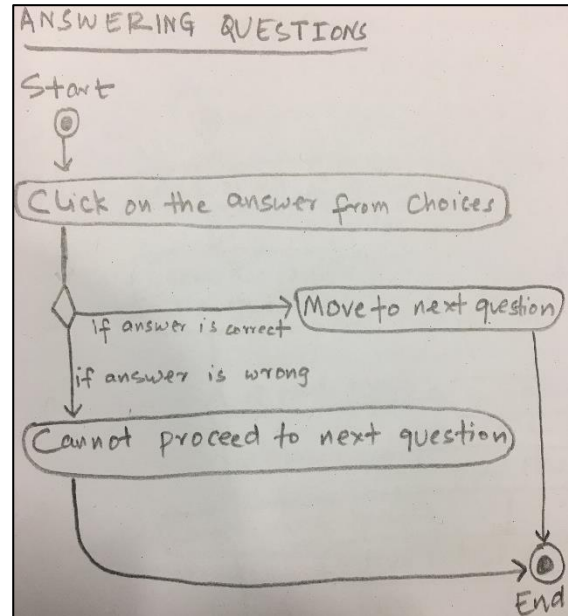 ANSWERING QUESTIONS
Start
Click on the answer from choices
Move to next question
if answer is correct
if answer is wrong
Cannot proceed to next question
End